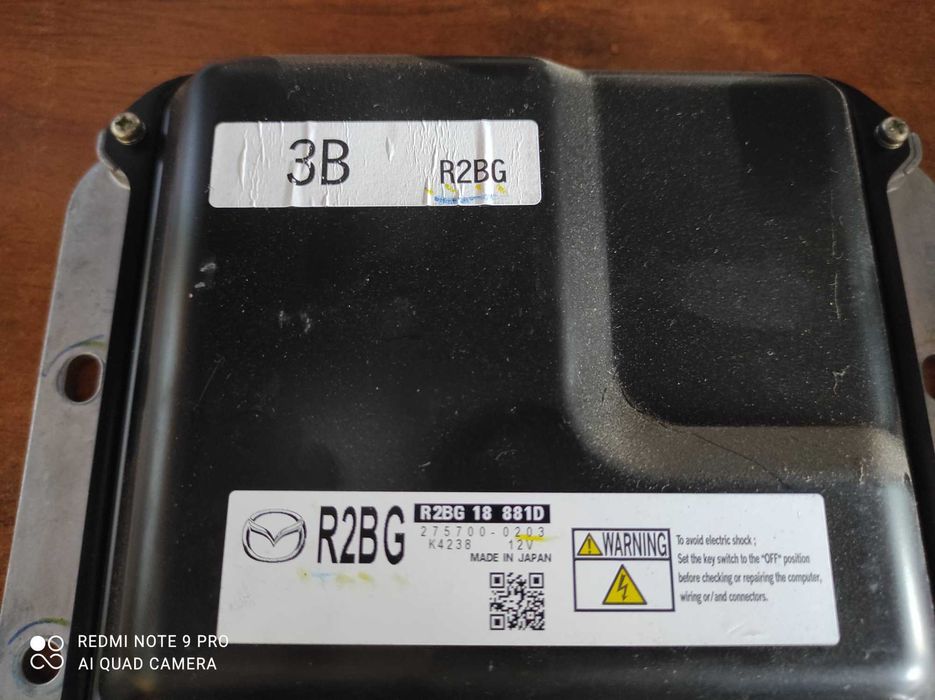 3B R2BG
R2BG
R2BG 18 881D
275700-0203
K4238 12V
MADE IN JAPAN
WARNING
To avoid electric shock ;
Set the key switch to the "OFF" position
before checking or repairing the computer,
wiring or/and connectors.
REDMI NOTE 9 PRO
AI QUAD CAMERA